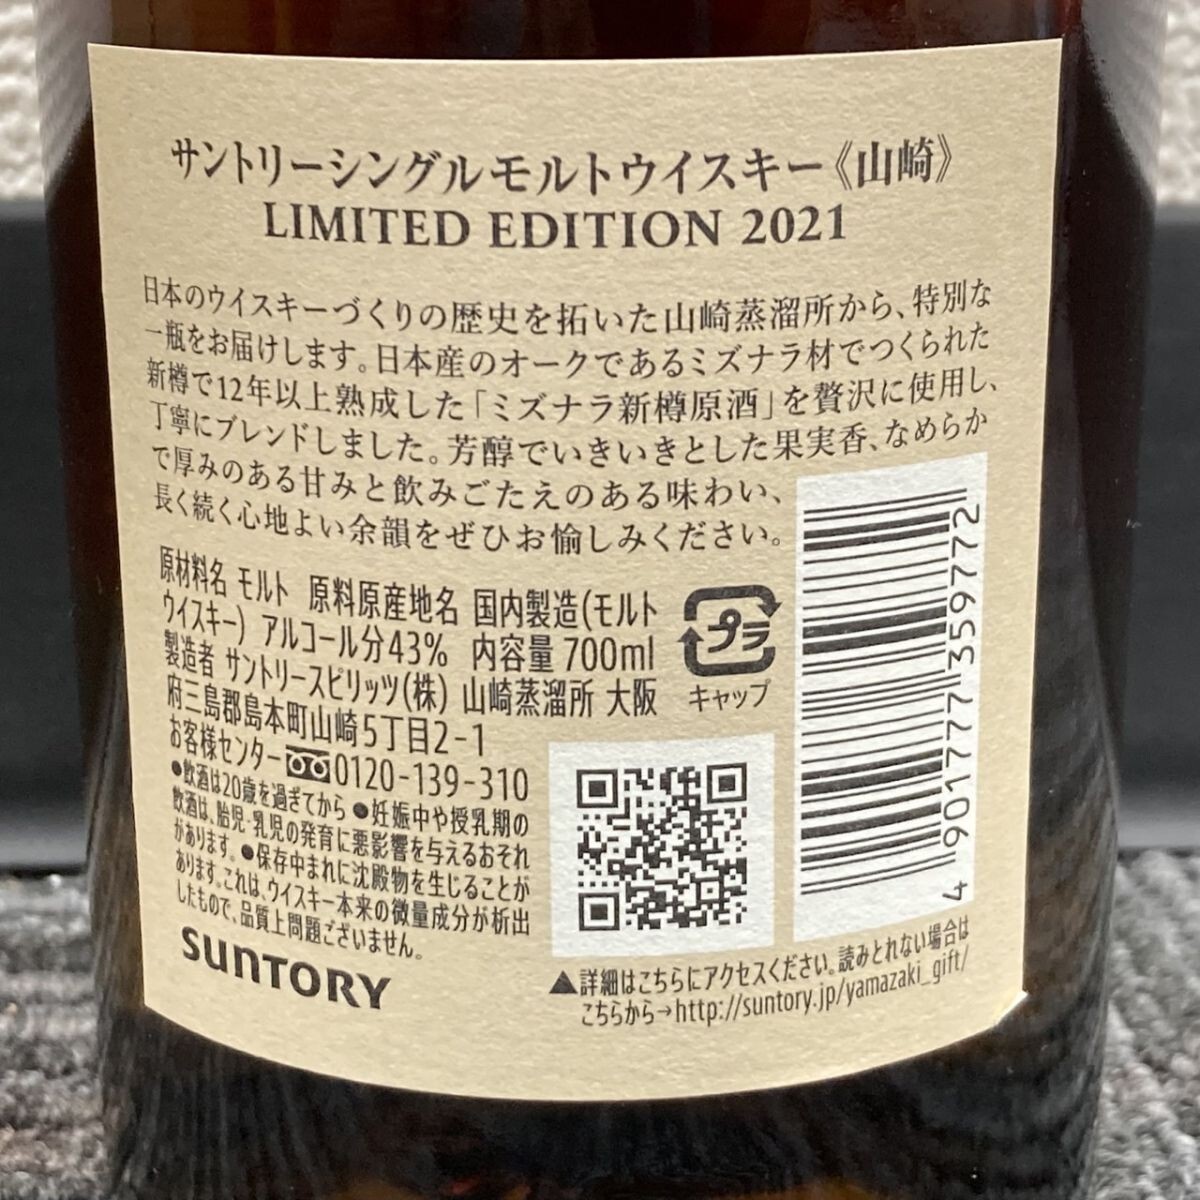 サントリーシングルモルトウイスキー《山崎》
LIMITED EDITION 2021
日本のウイスキーづくりの歴史を拓いた山崎蒸溜所から、特別な
一瓶をお届けします。日本産のオークであるミズナラ材でつくられた
新樽で12年以上熟成した「ミズナラ新樽原酒」を贅沢に使用し、
丁寧にブレンドしました。芳醇でいきいきとした果実香、なめらか
で厚みのある甘みと飲みごたえのある味わい、
長く続く心地よい余韻をぜひお愉しみください。
原材料名 モルト 原料原産地名 国内製造(モルト
ウイスキー) アルコール分43% 内容量 700ml
製造者 サントリースピリッツ(株) 山崎蒸溜所 大阪
府三島郡島本町山崎5丁目2-1
お客様センター 0120-139-310
●飲酒は20歳を過ぎてから ●妊娠中や授乳期の
飲酒は、胎児・乳児の発育に悪影響を与えるおそれ
があります。●保存中まれに沈殿物を生じることが
あります。これは、ウイスキー本来の微量成分が析出
したもので、品質上問題ございません。
SUNTORY
プラ
キャップ
4 901777 359772
▲詳細はこちらにアクセスください。読みとれない場合は
こちらから→http://suntory.jp/yamazaki_gift/